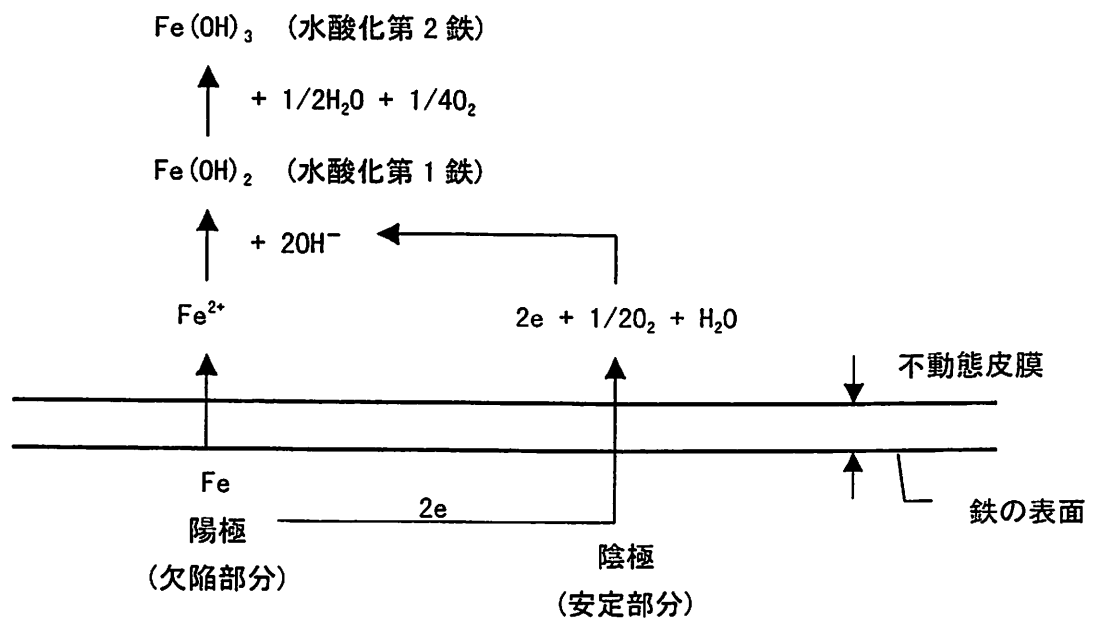 Fe(OH)₃ (水酸化第2鉄)
+ 1/2H₂O + 1/4O₂
Fe(OH)₂ (水酸化第1鉄)
+ 2OH⁻
Fe²⁺
2e + 1/2O₂ + H₂O
不動態皮膜
Fe
2e
鉄の表面
陽極
(欠陥部分)
陰極
(安定部分)